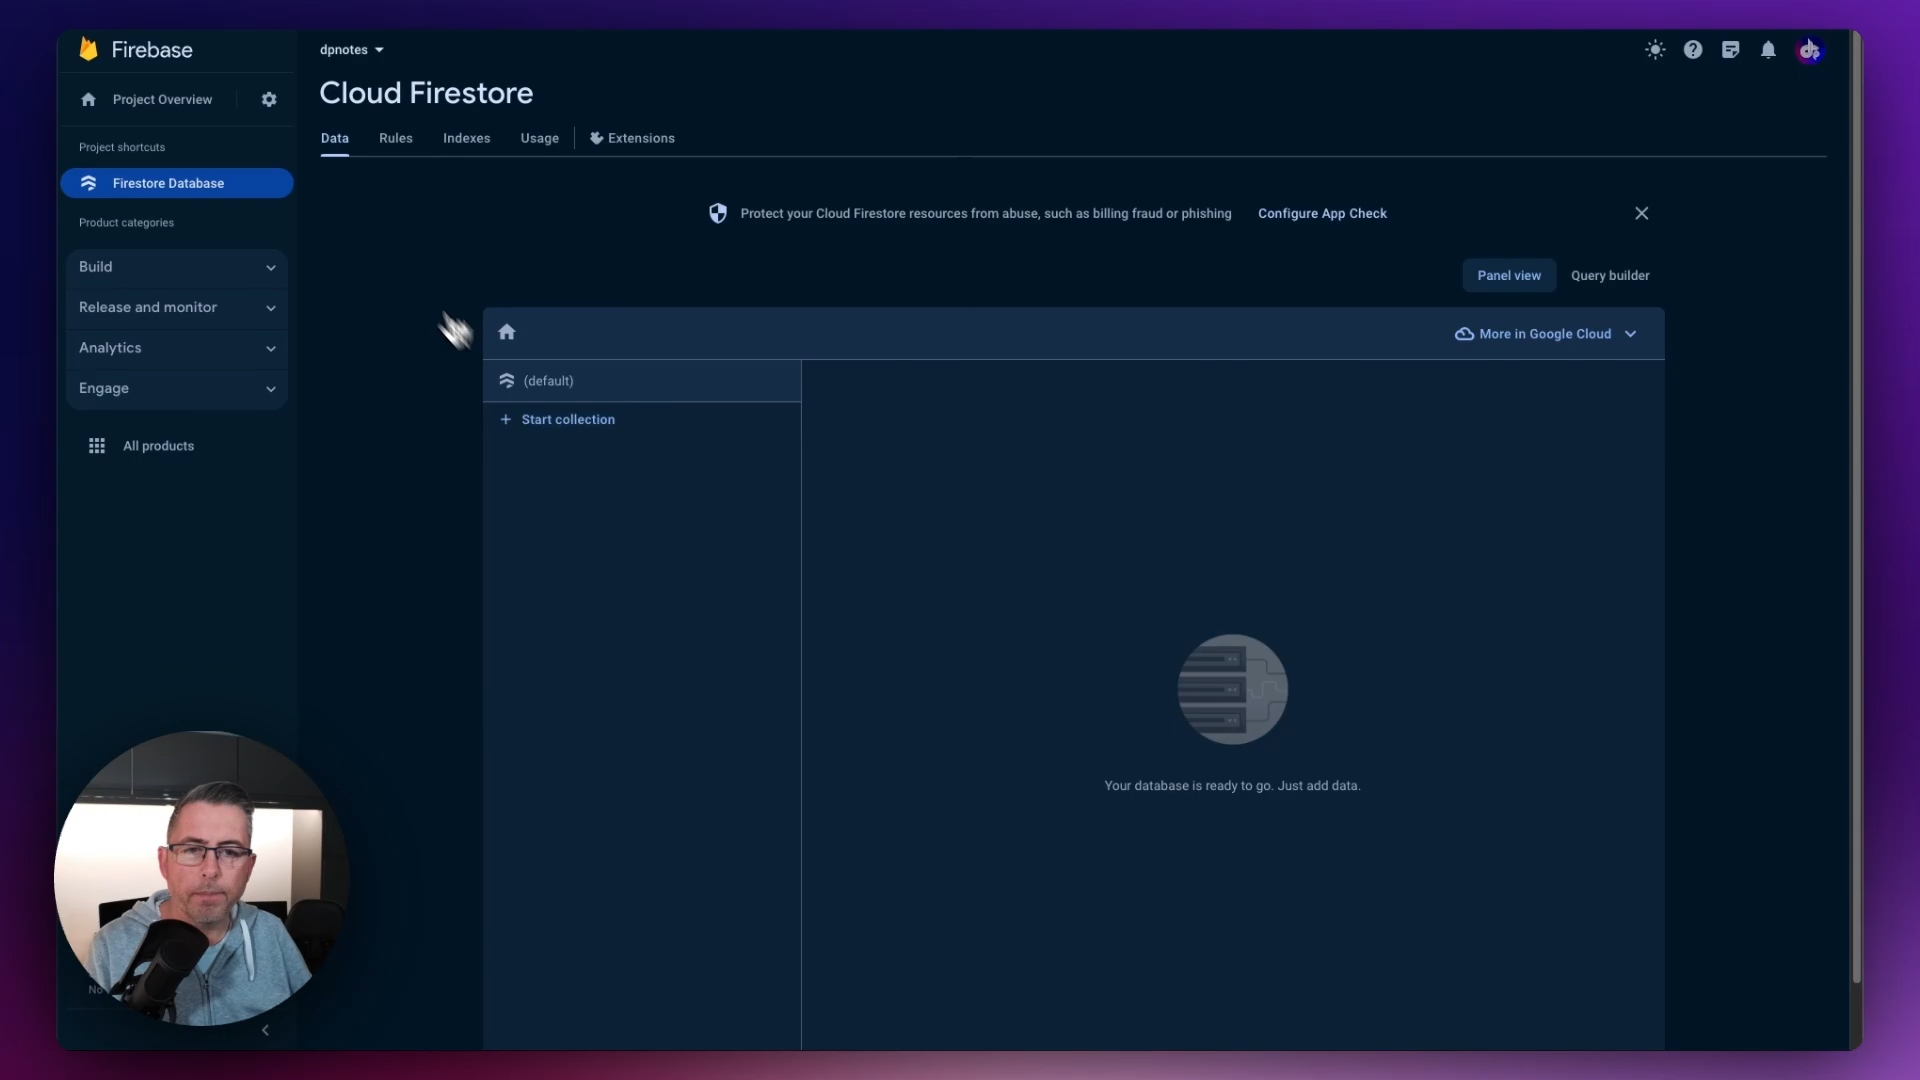 Firebase
dpnotes
Project Overview
Cloud Firestore
Data
Rules
Indexes
Usage
Extensions
Project shortcuts
Firestore Database
Product categories
Build
Release and monitor
Analytics
Engage
All products
Protect your Cloud Firestore resources from abuse, such as billing fraud or phishing
Configure App Check
Panel view
Query builder
More in Google Cloud
(default)
+ Start collection
Your database is ready to go. Just add data.